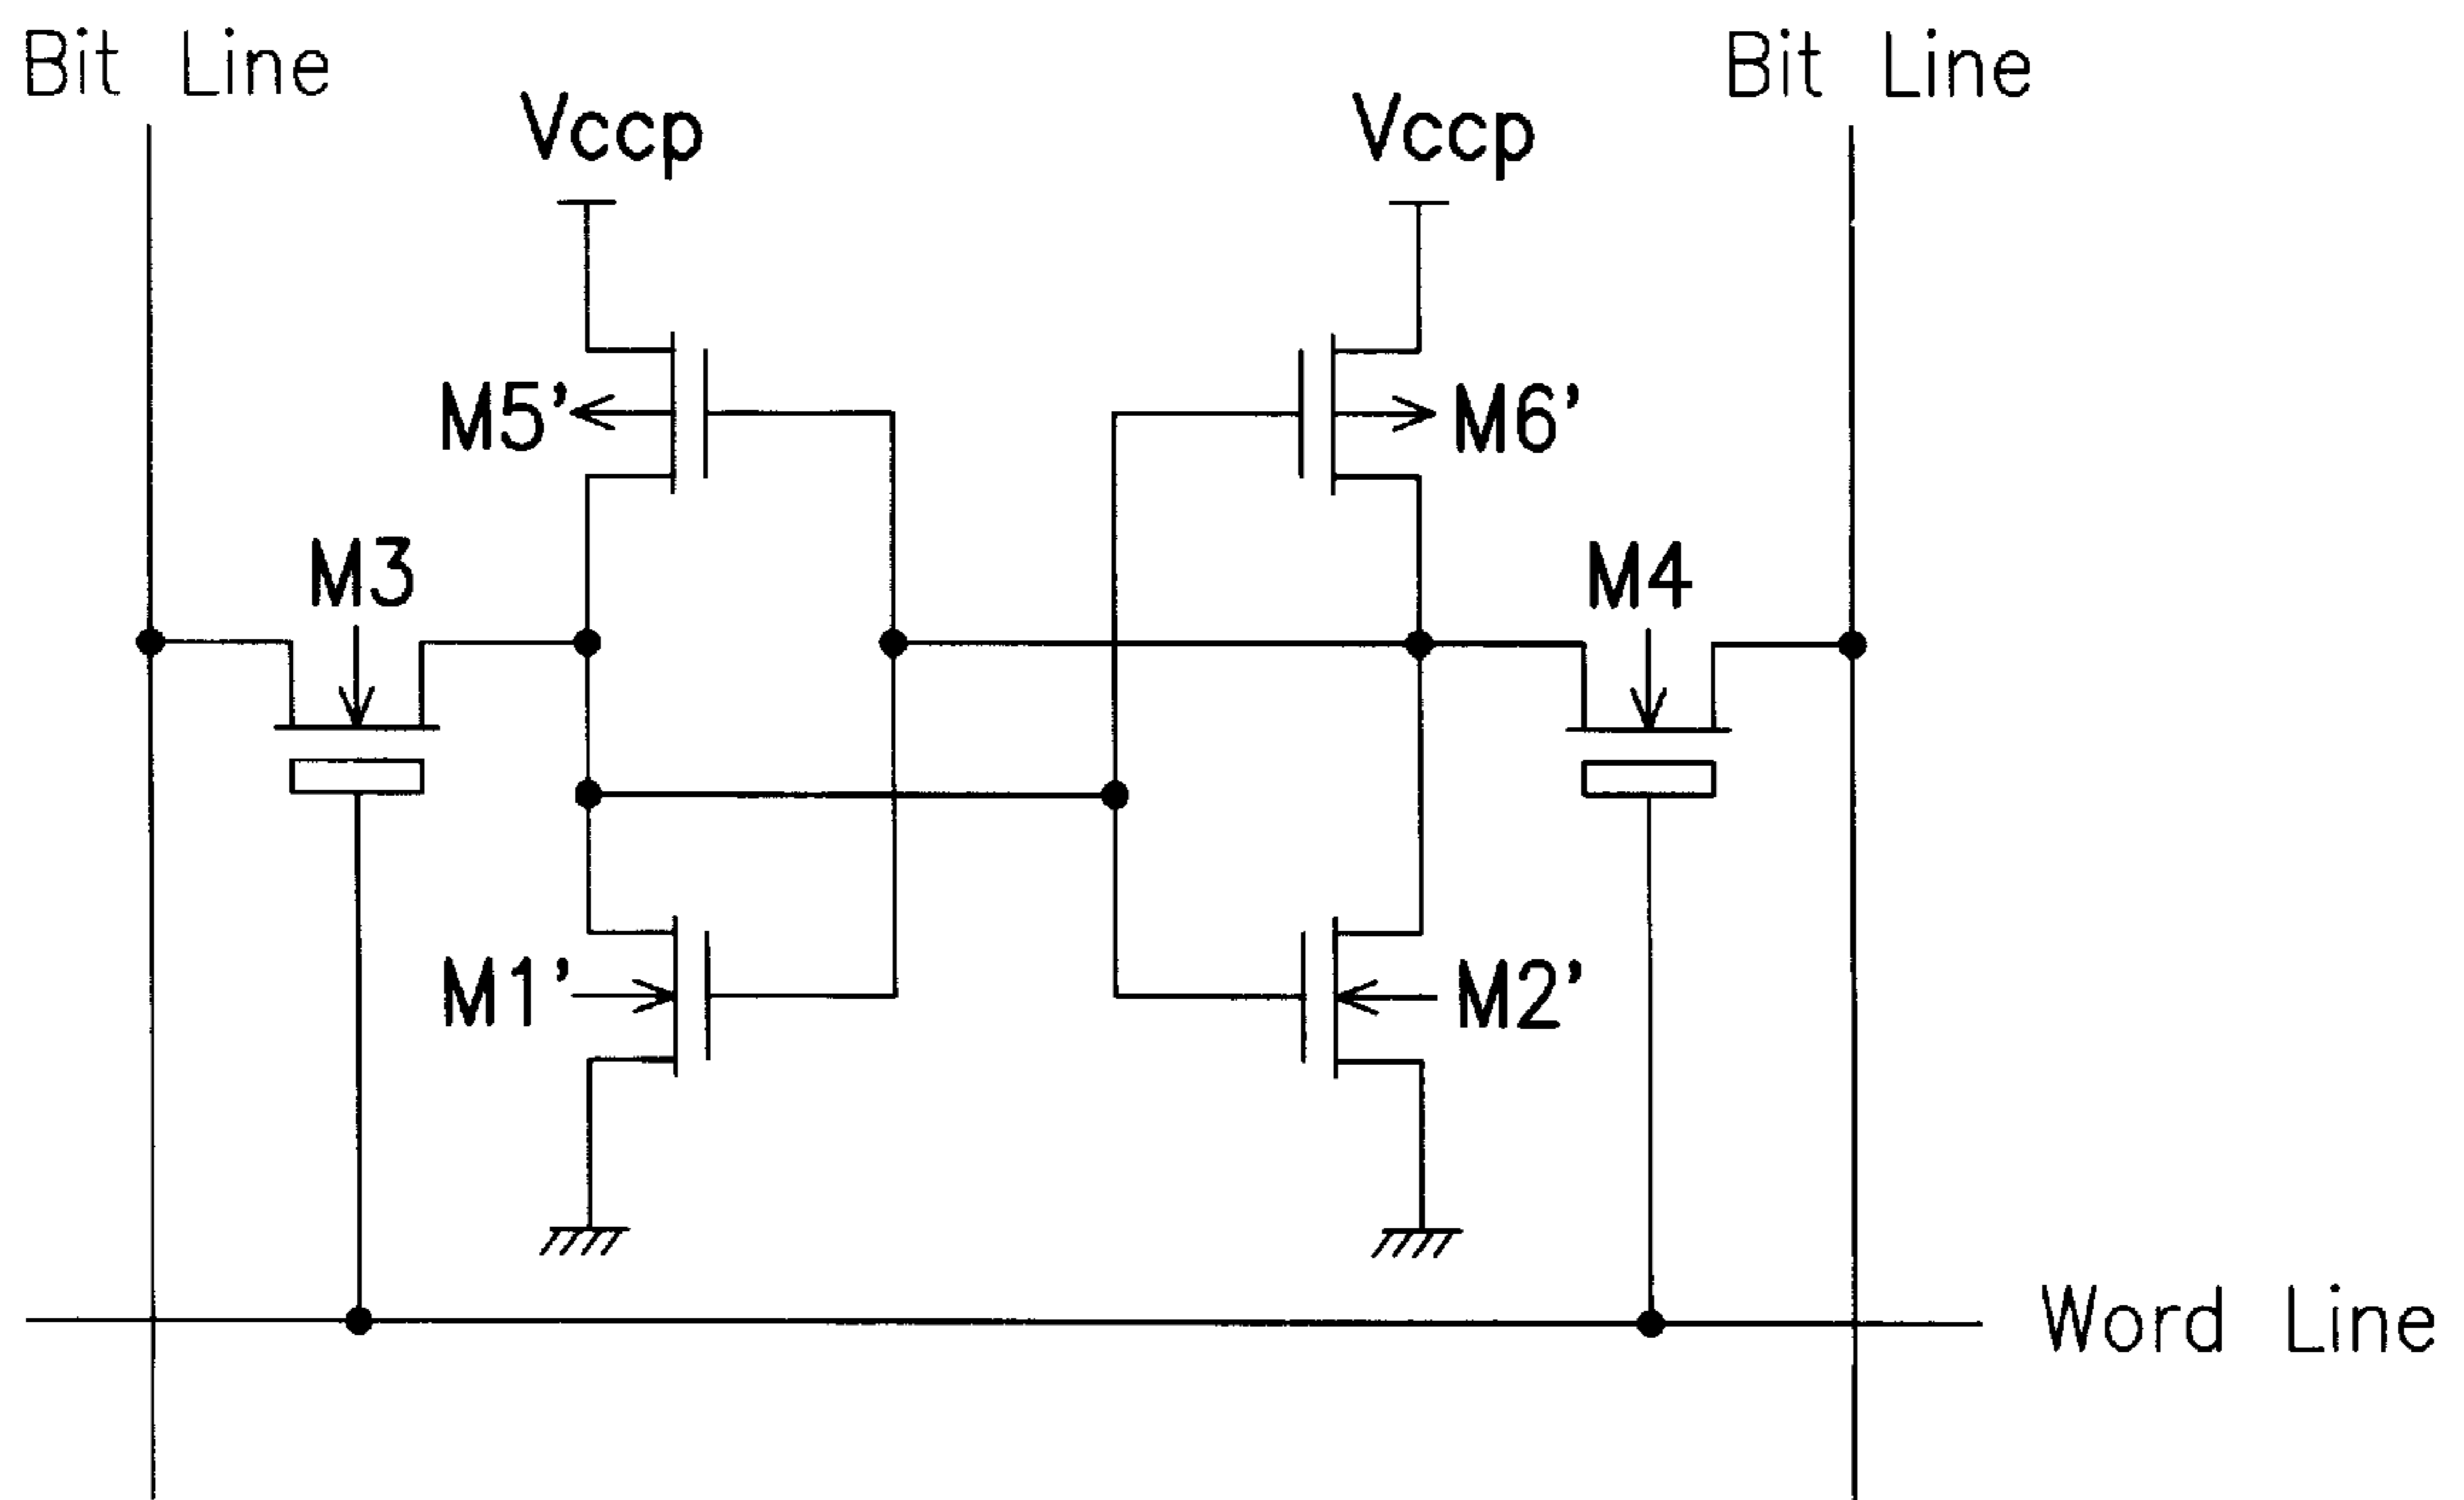 Bit Line
Bit Line
Vccp
Vccp
M5'
M6'
M3
M4
M1'
M2'
Word Line